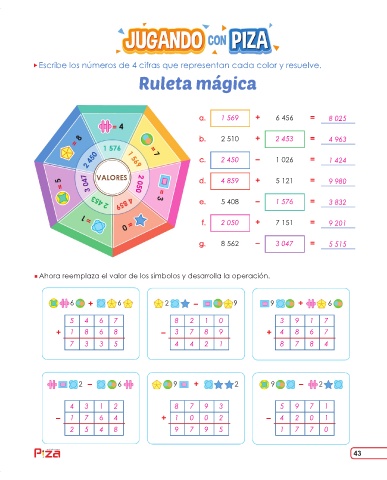 JUGANDO CON PIZA
Escribe los números de 4 cifras que representan cada color y resuelve.
Ruleta mágica
= 4
= 7
= 3
= 0
= 1
= 5
= 8
1 576
1 569
2 050
4 859
2 453
3 047
2 450
VALORES
a. 1 569 + 6 456 = 8 025
b. 2 510 + 2 453 = 4 963
c. 2 450 – 1 026 = 1 424
d. 4 859 + 5 121 = 9 980
e. 5 408 – 1 576 = 3 832
f. 2 050 + 7 151 = 9 201
g. 8 562 – 3 047 = 5 515
Ahora reemplaza el valor de los símbolos y desarrolla la operación.
6 + 6
2 – 9
9 + 6
5 4 6 7
+ 1 8 6 8
7 3 3 5
8 2 1 0
– 3 7 8 9
4 4 2 1
3 9 1 7
+ 4 8 6 7
8 7 8 4
2 – 6
9 + 2
9 – 2
4 3 1 2
– 1 7 6 4
2 5 4 8
8 7 9 3
+ 1 0 0 2
9 7 9 5
5 9 7 1
– 4 2 0 1
1 7 7 0
Piza
43